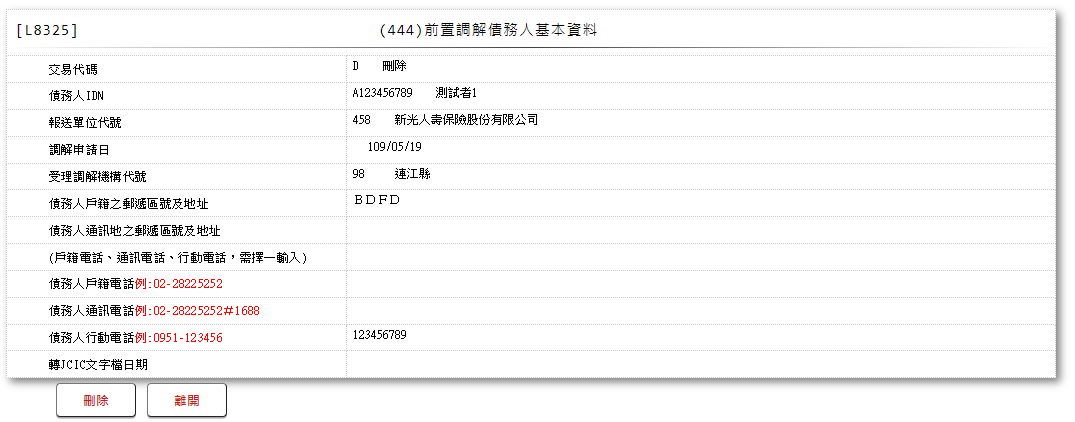 [L8325] (444)前置調解債務人基本資料
交易代碼 D 刪除
債務人IDN A123456789 測試者1
報送單位代號 458 新光人壽保險股份有限公司
調解申請日 109/05/19
受理調解機構代號 98 連江縣
債務人戶籍之郵遞區號及地址 ＢＤＦＤ
債務人通訊地之郵遞區號及地址
(戶籍電話、通訊電話、行動電話，需擇一輸入)
債務人戶籍電話例:02-28225252
債務人通訊電話例:02-28225252＃1688
債務人行動電話例:0951-123456 123456789
轉JCIC文字檔日期
刪除 離開